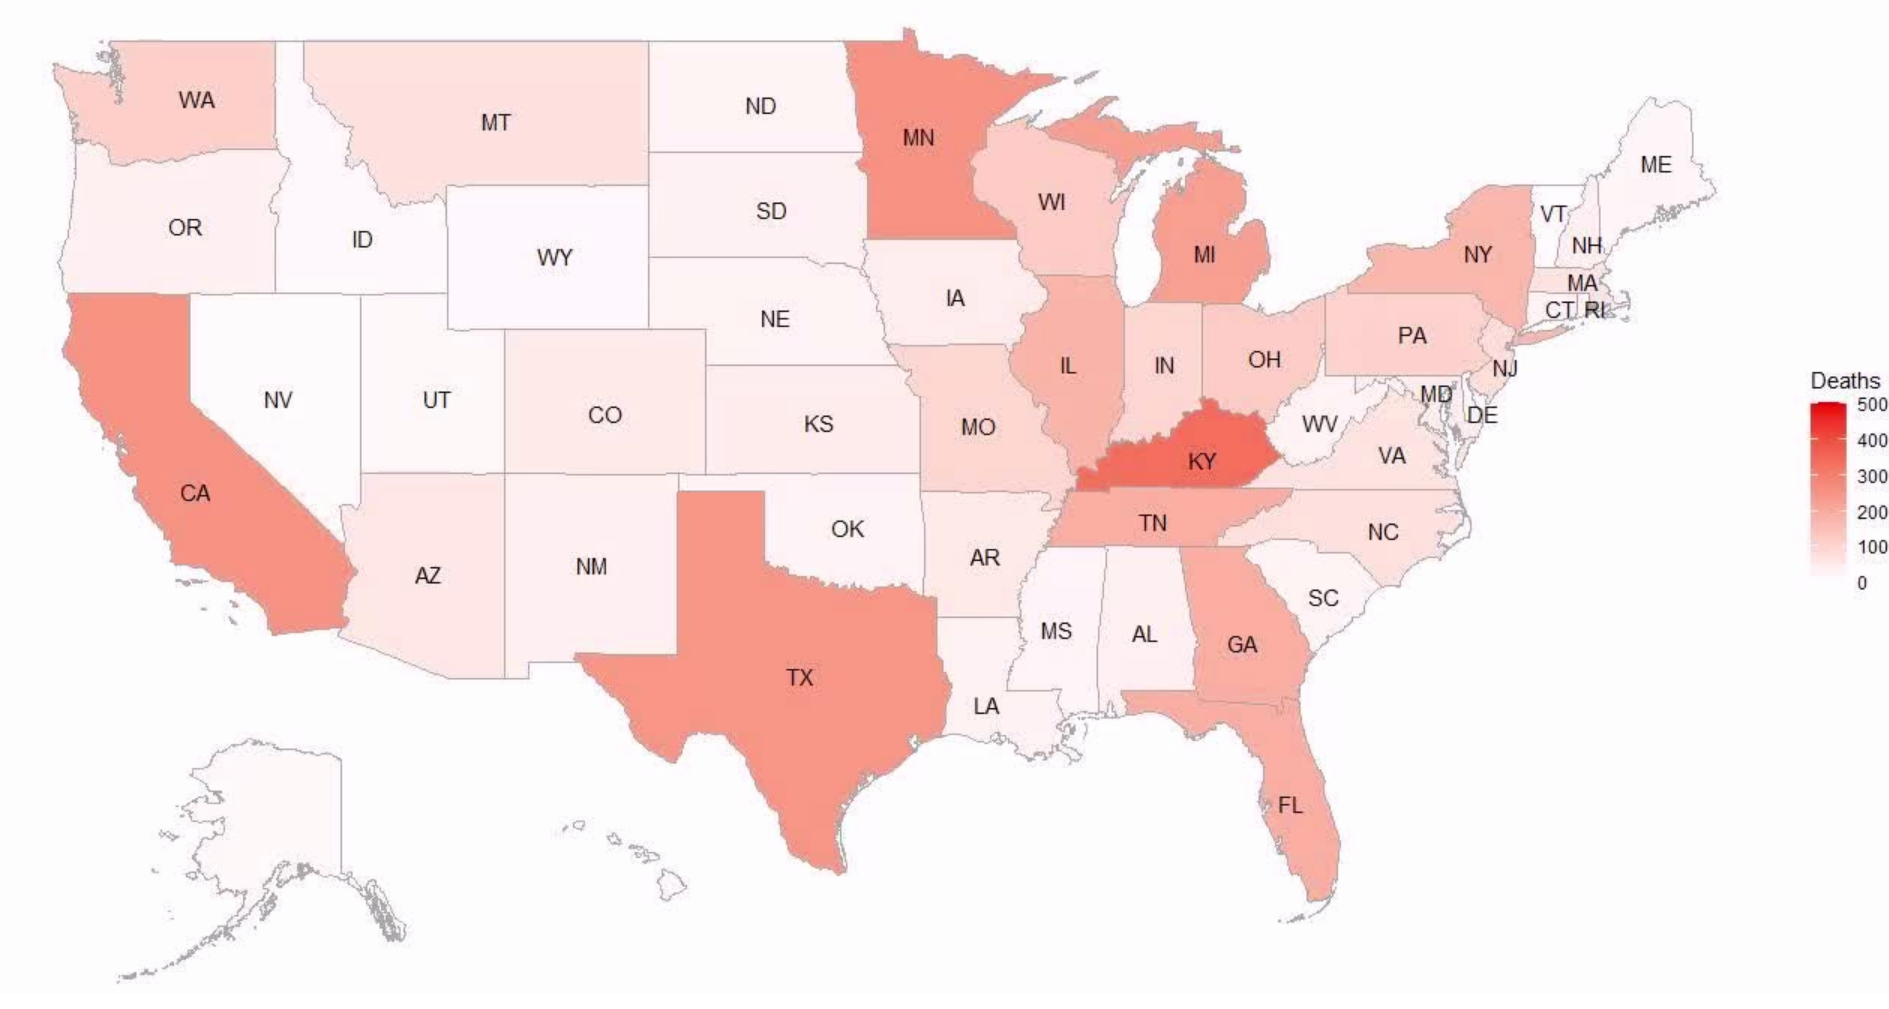 WA
MT
ND
MN
ME
WI
OR
SD
ID
VT
NH
WY
MI
NY
MA
IA
CT
RI
NE
PA
IL
IN
OH
NJ
Deaths
NV
UT
CO
KS
MO
WV
MD
DE
500
400
KY
VA
300
CA
200
OK
TN
NC
100
AZ
NM
AR
0
SC
MS
AL
GA
TX
LA
FL